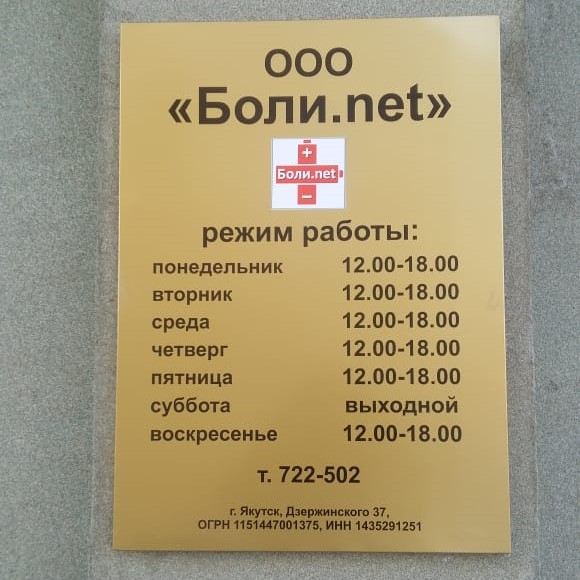 ООО
«Боли.net»
+
Боли.net
−
режим работы:
понедельник 12.00-18.00
вторник 12.00-18.00
среда 12.00-18.00
четверг 12.00-18.00
пятница 12.00-18.00
суббота выходной
воскресенье 12.00-18.00
т. 722-502
г. Якутск, Дзержинского 37,
ОГРН 1151447001375, ИНН 1435291251